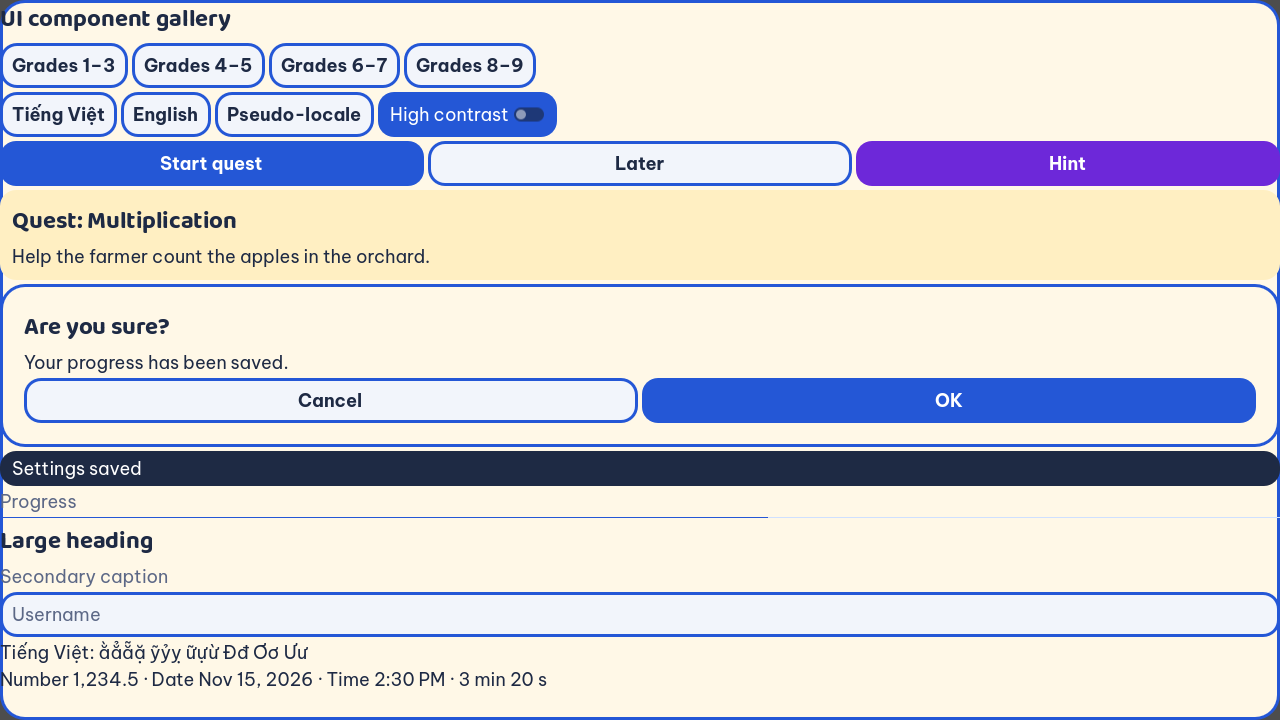 UI component gallery
Grades 1–3 Grades 4–5 Grades 6–7 Grades 8–9
Tiếng Việt English Pseudo-locale High contrast
Start quest Later Hint
Quest: Multiplication
Help the farmer count the apples in the orchard.
Are you sure?
Your progress has been saved.
Cancel OK
Settings saved
Progress
Large heading
Secondary caption
Username
Tiếng Việt: ằẳẵặ ỹỷỵ ữựừ Đđ Ơơ Ưư
Number 1,234.5 · Date Nov 15, 2026 · Time 2:30 PM · 3 min 20 s